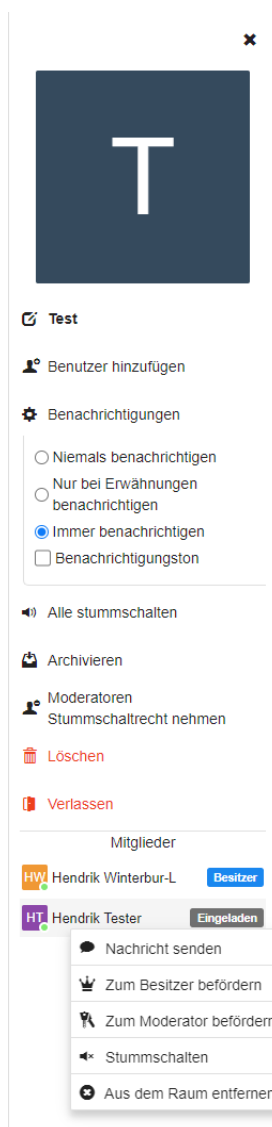 T
Test
Benutzer hinzufügen
Benachrichtigungen
Niemals benachrichtigen
Nur bei Erwähnungen
benachrichtigen
Immer benachrichtigen
Benachrichtigungston
Alle stummschalten
Archivieren
Moderatoren
Stummschaltrecht nehmen
Löschen
Verlassen
Mitglieder
HW Hendrik Winterbur-L Besitzer
HT Hendrik Tester Eingeladen
Nachricht senden
Zum Besitzer befördern
Zum Moderator befördern
Stummschalten
Aus dem Raum entfernen